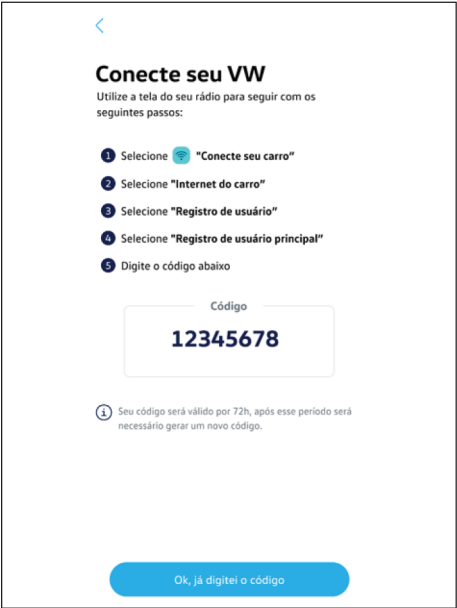 Conecte seu VW
Utilize a tela do seu rádio para seguir com os
seguintes passos:
1 Selecione "Conecte seu carro"
2 Selecione "Internet do carro"
3 Selecione "Registro de usuário"
4 Selecione "Registro de usuário principal"
5 Digite o código abaixo
Código
12345678
Seu código será válido por 72h, após esse período será
necessário gerar um novo código.
Ok, já digitei o código